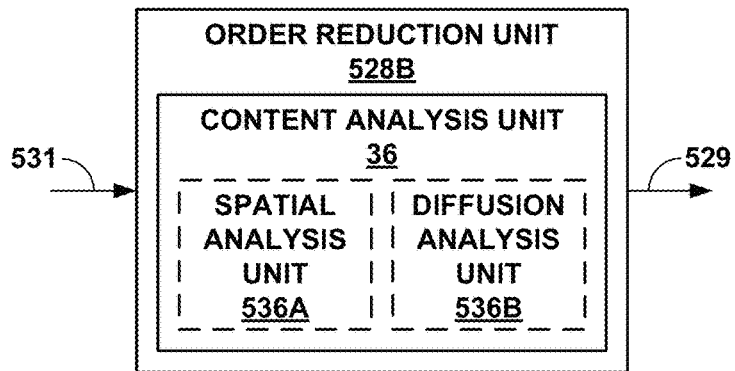 ORDER REDUCTION UNIT
528B
CONTENT ANALYSIS UNIT
36
531
529
SPATIAL
ANALYSIS
UNIT
536A
DIFFUSION
ANALYSIS
UNIT
536B